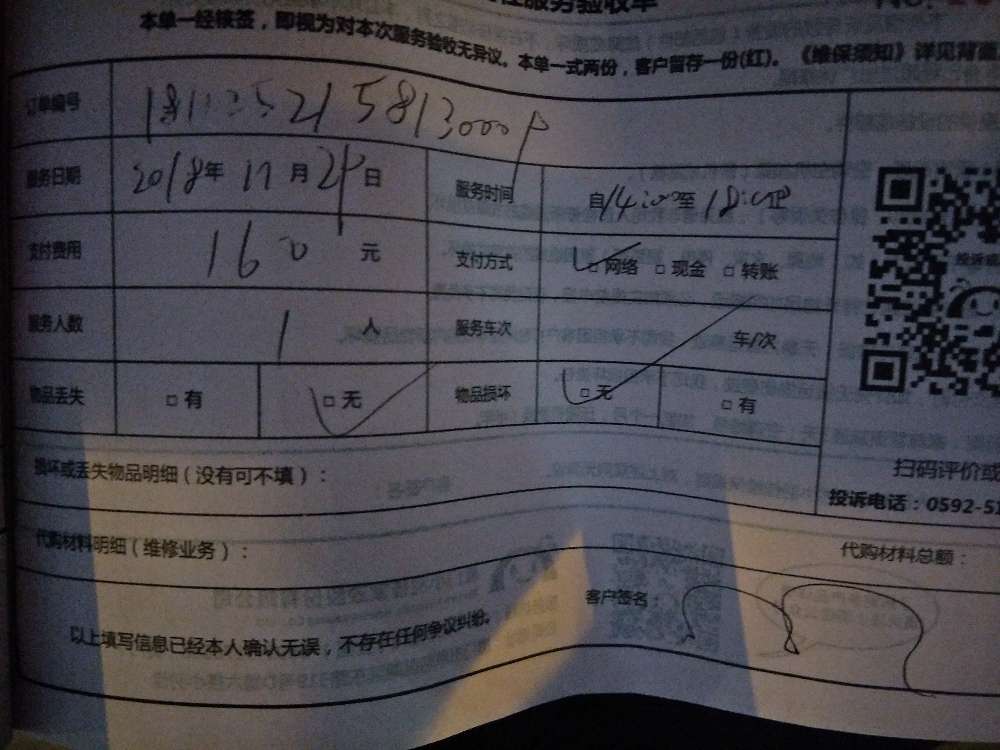 服务验收单
本单一经核签，即视为对本次服务验收无异议。本单一式两份，客户留存一份(红)。《维保须知》详见背面
订单编号
服务日期 2018年 11月 29日 服务时间 自14:00至18:00
支付费用 160 元 支付方式 □网络 □现金 □转账
服务人数 1 人 服务车次 车/次
物品丢失 □有 □无 物品损坏 □无 □有
损坏或丢失物品明细（没有可不填）：
扫码评价或
投诉电话：0592-51
代购材料明细（维修业务）： 代购材料总额：
客户签名：
以上填写信息已经本人确认无误，不存在任何争议纠纷。